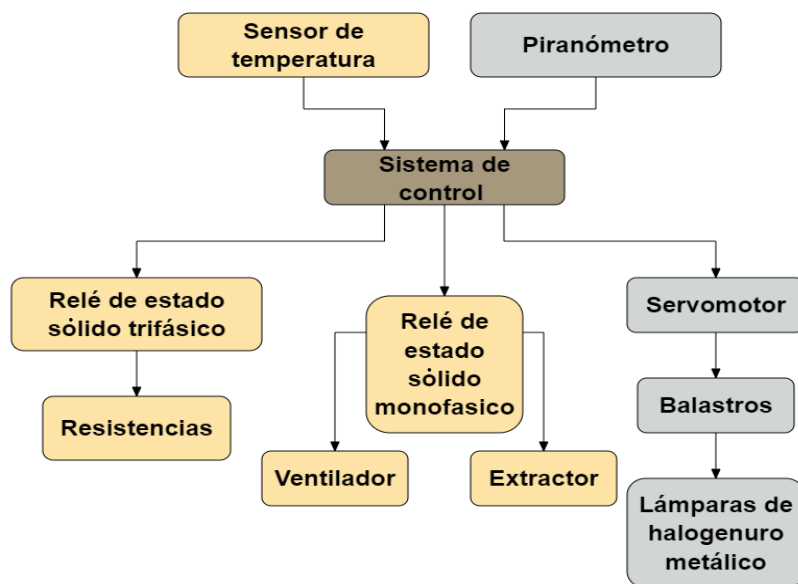 Sensor de
temperatura
Piranómetro
Sistema de
control
Relé de estado
sólido trifásico
Relé de
estado
sólido
monofasico
Servomotor
Resistencias
Balastros
Ventilador
Extractor
Lámparas de
halogenuro
metálico